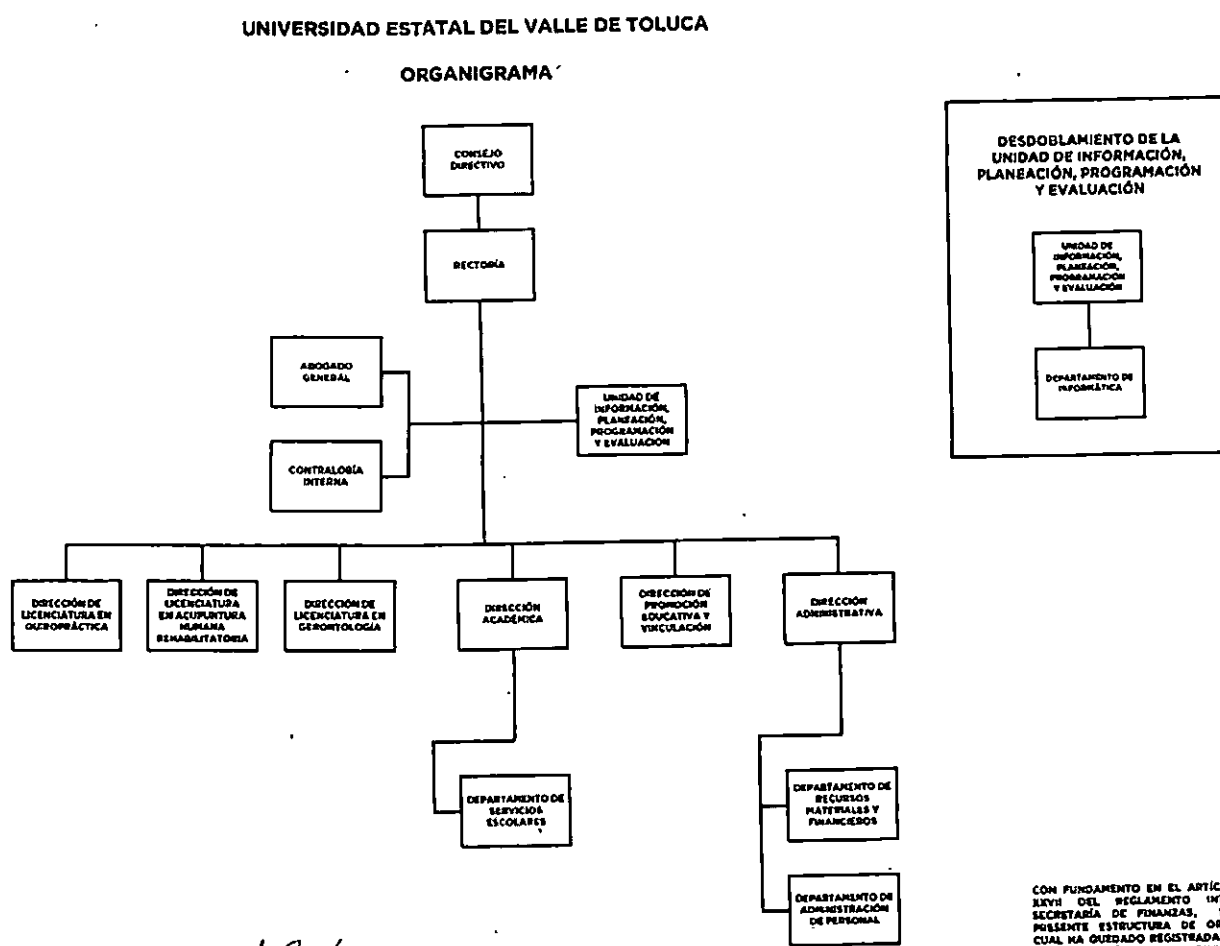 UNIVERSIDAD ESTATAL DEL VALLE DE TOLUCA
ORGANIGRAMA
CONSEJO
DIRECTIVO
RECTORÍA
ABOGADO
GENERAL
UNIDAD DE
INFORMACIÓN,
PLANEACIÓN,
PROGRAMACIÓN
Y EVALUACIÓN
CONTRALORÍA
INTERNA
DIRECCIÓN DE
LICENCIATURA EN
QUIROPRÁCTICA
DIRECCIÓN DE
LICENCIATURA
EN ACUPUNTURA
HUMANA
REHABILITATORIA
DIRECCIÓN DE
LICENCIATURA EN
GERONTOLOGÍA
DIRECCIÓN
ACADÉMICA
DIRECCIÓN DE
PROMOCIÓN
EDUCATIVA Y
VINCULACIÓN
DIRECCIÓN
ADMINISTRATIVA
DEPARTAMENTO DE
SERVICIOS
ESCOLARES
DEPARTAMENTO DE
RECURSOS
MATERIALES Y
FINANCIEROS
DEPARTAMENTO DE
ADMINISTRACIÓN
DE PERSONAL
DESDOBLAMIENTO DE LA
UNIDAD DE INFORMACIÓN,
PLANEACIÓN, PROGRAMACIÓN
Y EVALUACIÓN
UNIDAD DE
INFORMACIÓN,
PLANEACIÓN,
PROGRAMACIÓN
Y EVALUACIÓN
DEPARTAMENTO DE
INFORMÁTICA
CON FUNDAMENTO EN EL ARTÍC
XXVII DEL REGLAMENTO INT
SECRETARÍA DE FINANZAS,
PRESENTE ESTRUCTURA DE OR
CUAL HA QUEDADO REGISTRADA